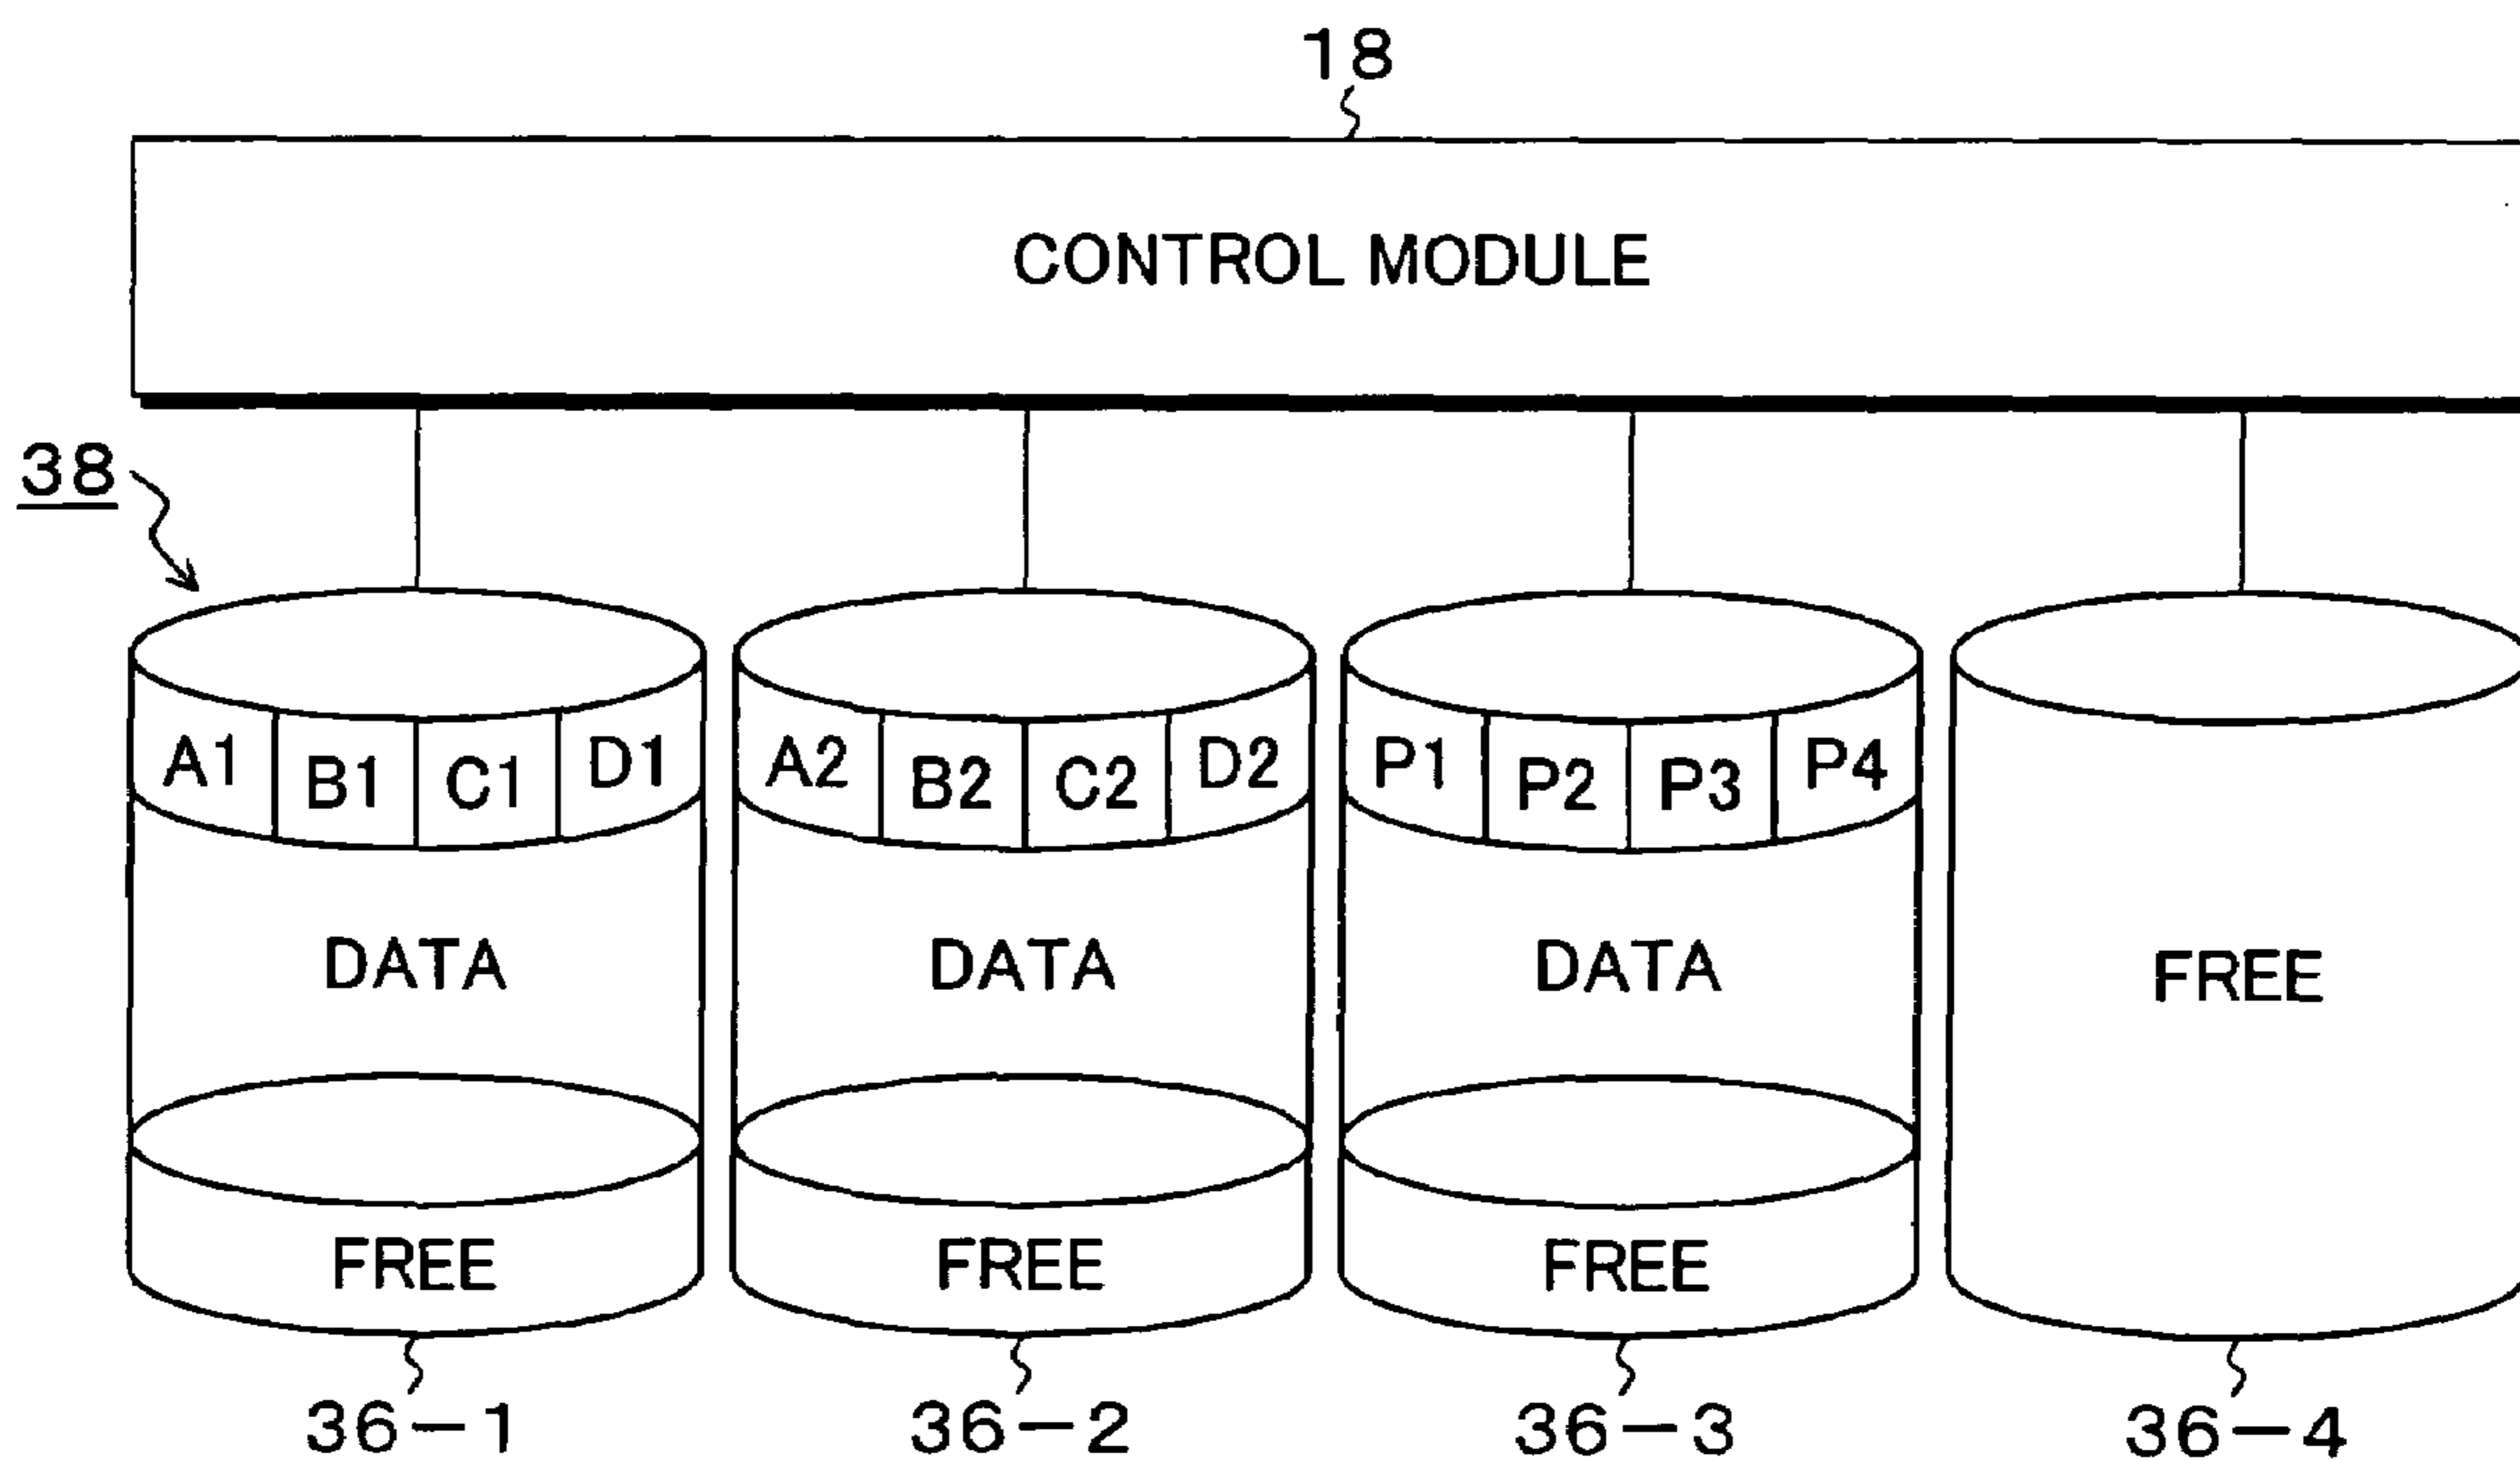 18
CONTROL MODULE
38
A1 B1 C1 D1 A2 B2 C2 D2 P1 P2 P3 P4
DATA DATA DATA FREE
FREE FREE FREE
36-1 36-2 36-3 36-4